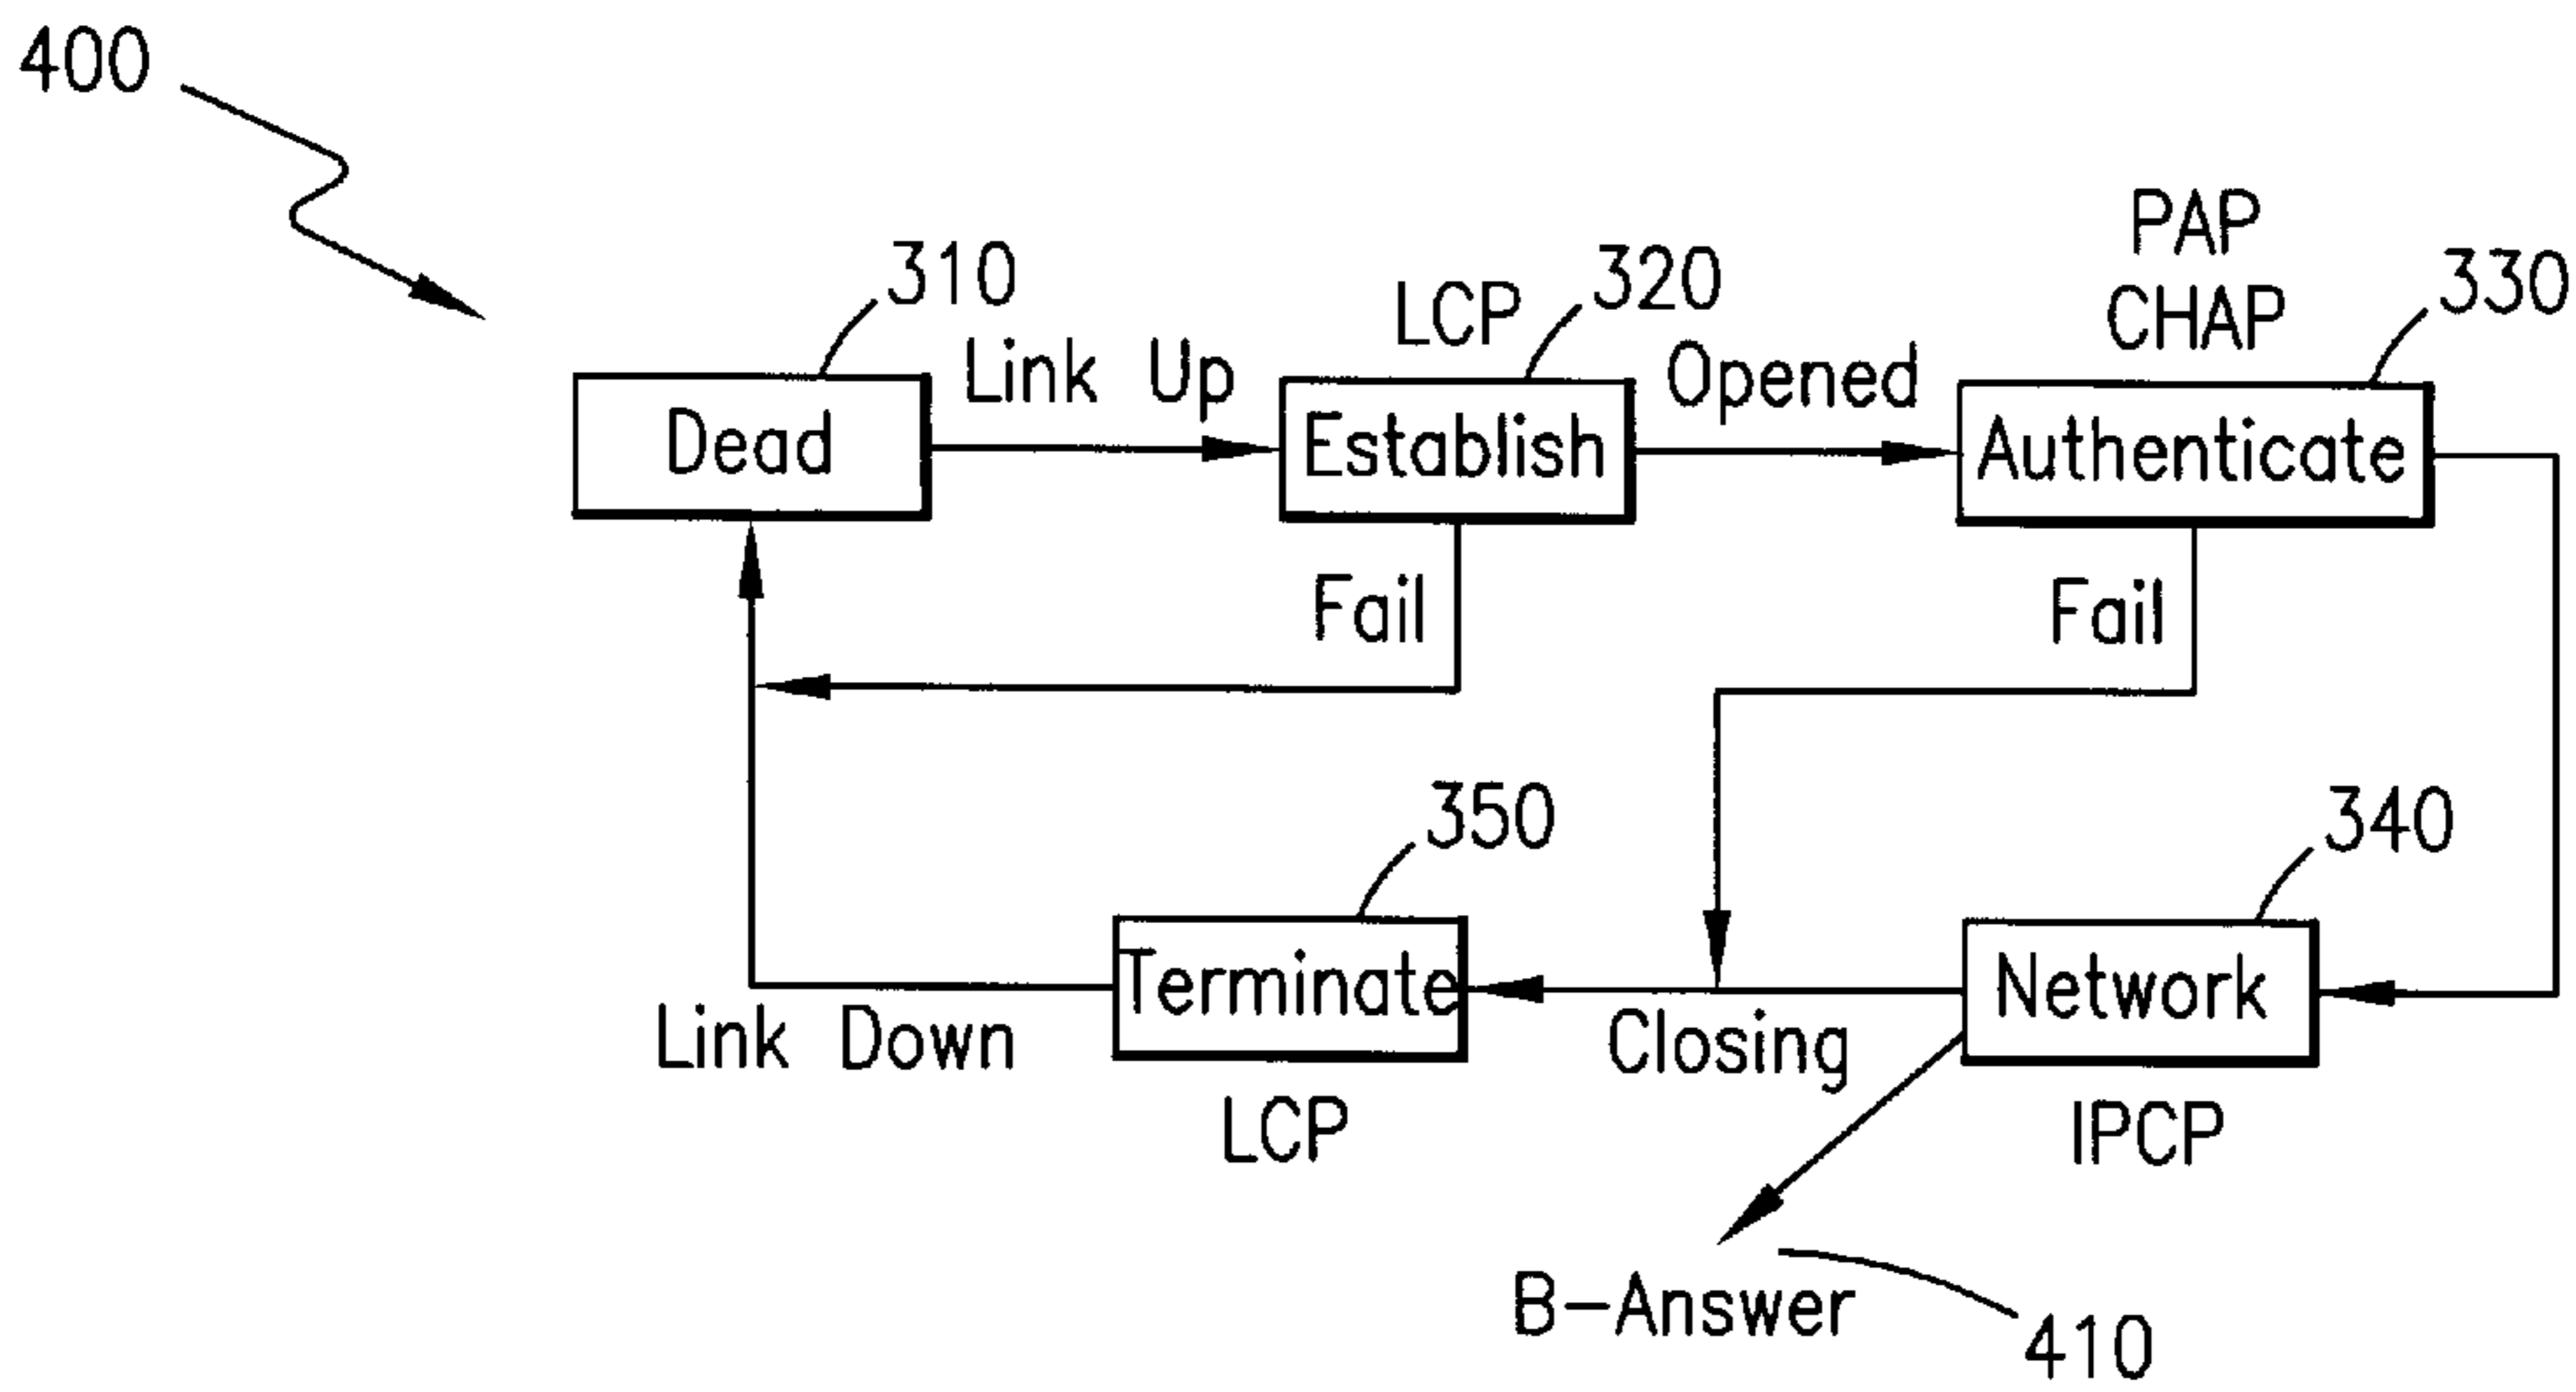 400
310
LCP
320
PAP
CHAP
330
Link Up
Opened
Dead
Establish
Authenticate
Fail
Fail
350
340
Terminate
Network
Link Down
Closing
LCP
IPCP
B-Answer
410